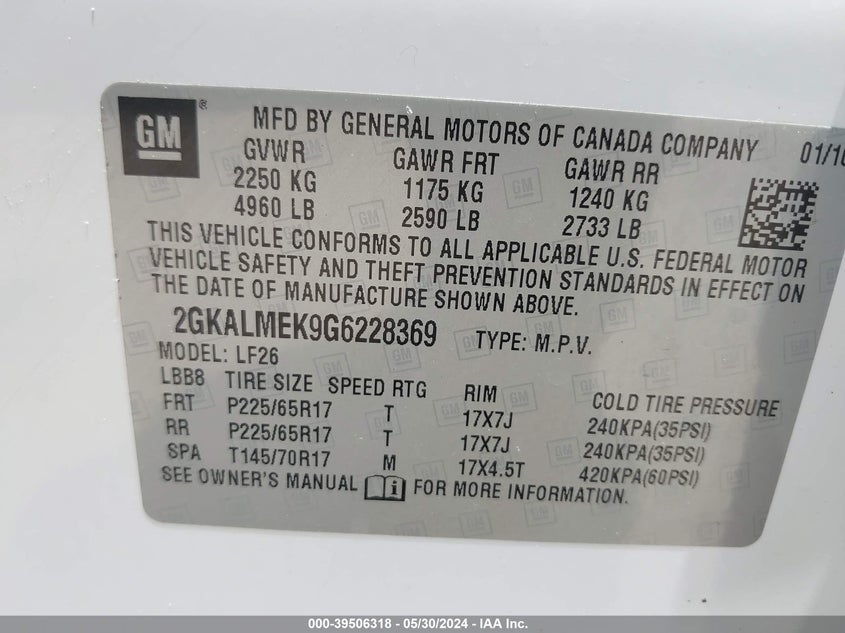 GM ® MFD BY GENERAL MOTORS OF CANADA COMPANY 01/16
GVWR GAWR FRT GAWR RR
2250 KG 1175 KG 1240 KG
4960 LB 2590 LB 2733 LB
THIS VEHICLE CONFORMS TO ALL APPLICABLE U.S. FEDERAL MOTOR
VEHICLE SAFETY AND THEFT PREVENTION STANDARDS IN EFFECT ON
THE DATE OF MANUFACTURE SHOWN ABOVE.
2GKALMEK9G6228369 TYPE: M.P.V.
MODEL: LF26
LBB8 TIRE SIZE SPEED RTG RIM COLD TIRE PRESSURE
FRT P225/65R17 T 17X7J 240KPA(35PSI)
RR P225/65R17 T 17X7J 240KPA(35PSI)
SPA T145/70R17 M 17X4.5T 420KPA(60PSI)
SEE OWNER'S MANUAL i FOR MORE INFORMATION.
000-39506318 - 05/30/2024 - IAA Inc.